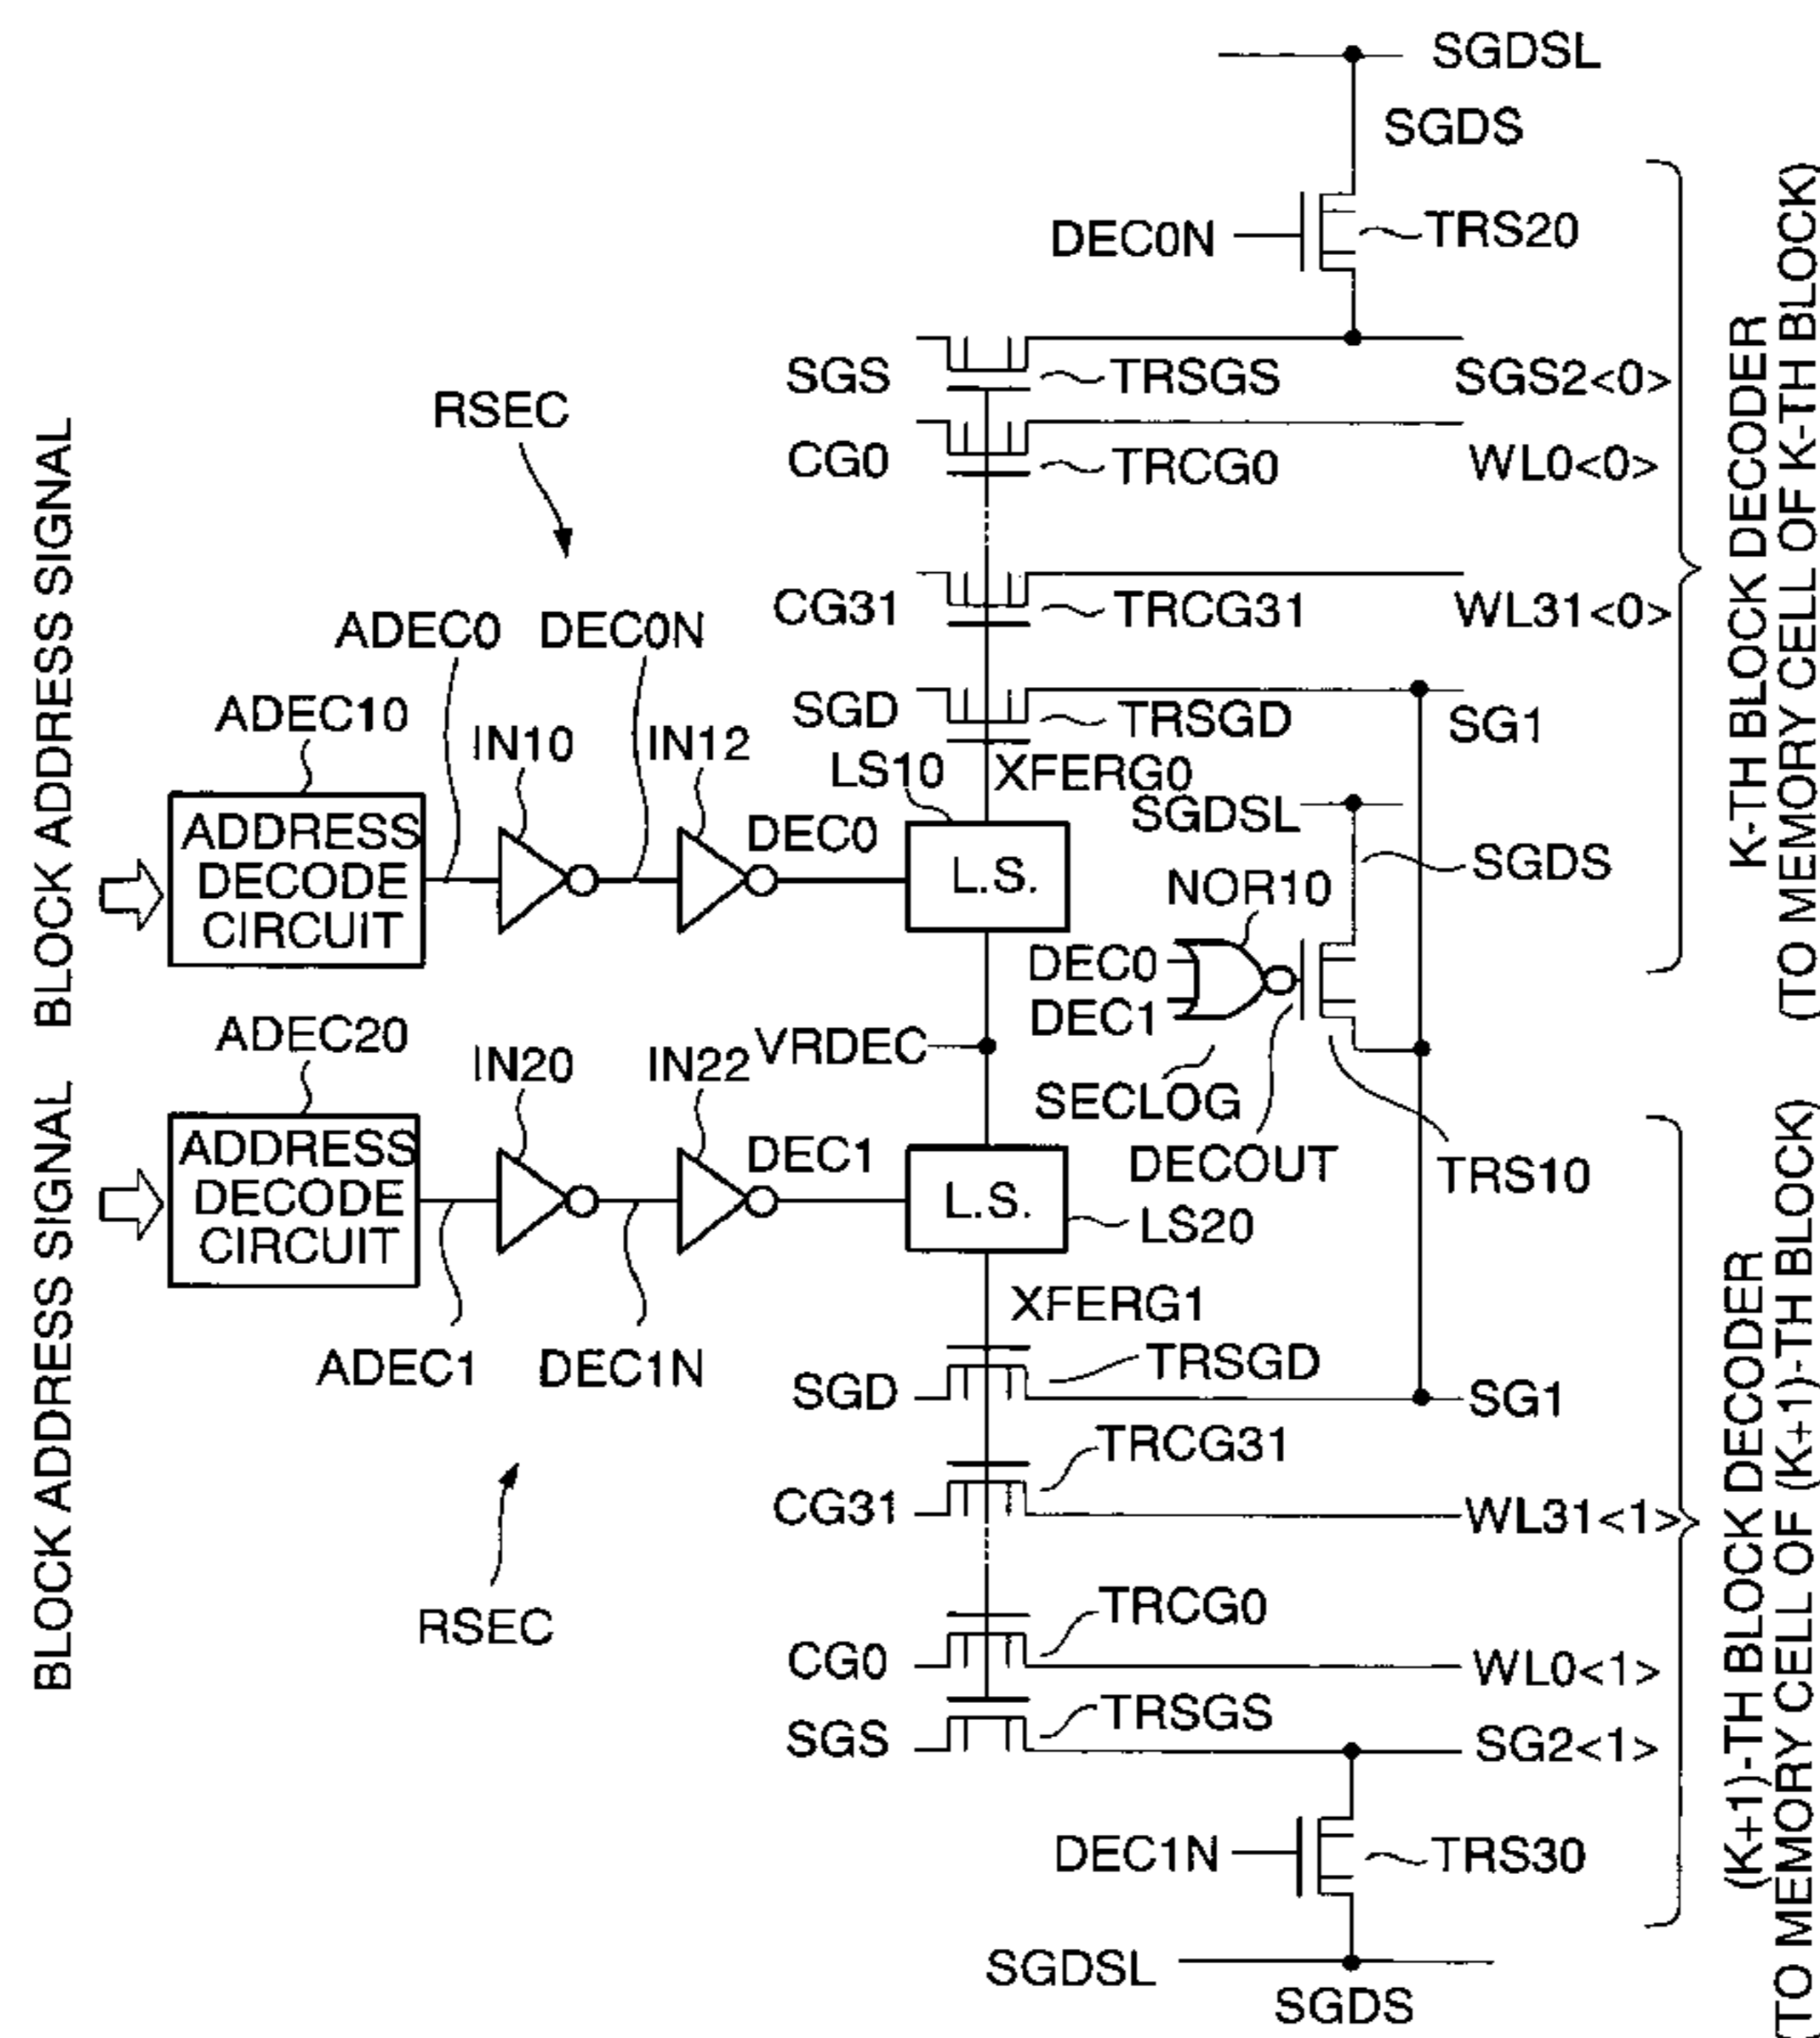 SGDSL
SGDS
DEC0N
TRS20
SGS
TRSGS
SGS2<0>
RSEC
CG0
TRCG0
WL0<0>
CG31
TRCG31
WL31<0>
ADEC0
DEC0N
SGD
TRSGD
SG1
ADEC10
IN10
IN12
LS10
XFERG0
SGDSL
ADDRESS
DECODE
CIRCUIT
DEC0
L.S.
SGDS
NOR10
DEC0
DEC1
BLOCK ADDRESS SIGNAL
K-TH BLOCK DECODER
(TO MEMORY CELL OF K-TH BLOCK)
ADEC20
IN20
IN22
VRDEC
SECLOG
DECOUT
TRS10
ADDRESS
DECODE
CIRCUIT
DEC1
L.S.
LS20
BLOCK ADDRESS SIGNAL
ADEC1
DEC1N
XFERG1
SGD
TRSGD
SG1
CG31
TRCG31
WL31<1>
RSEC
CG0
TRCG0
WL0<1>
SGS
TRSGS
SG2<1>
DEC1N
TRS30
SGDSL
SGDS
(K+1)-TH BLOCK DECODER
(TO MEMORY CELL OF (K+1)-TH BLOCK)